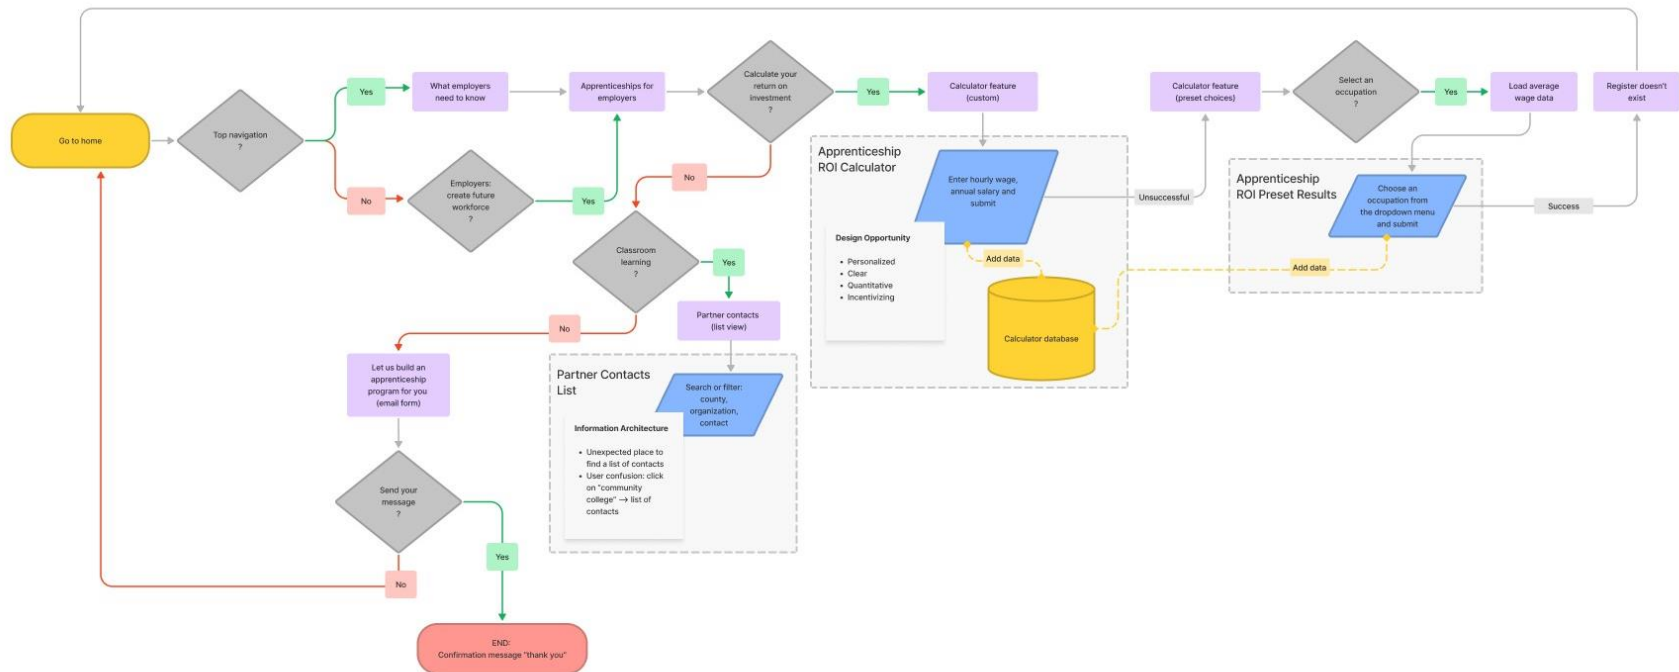 Go to home
Top navigation
?
Yes
No
What employers
need to know
Employers:
create future
workforce
?
Yes
Apprenticeships for
employers
Calculate your
return on
investment
?
Yes
No
Calculator feature
(custom)
Apprenticeship
ROI Calculator
Enter hourly wage,
annual salary and
submit
Unsuccessful
Design Opportunity
• Personalized
• Clear
• Quantitative
• Incentivizing
Add data
Calculator database
Calculator feature
(preset choices)
Select an
occupation
?
Yes
Load average
wage data
Register doesn't
exist
Apprenticeship
ROI Preset Results
Choose an
occupation from
the dropdown menu
and submit
Success
Add data
Classroom
learning
?
Yes
No
Partner contacts
(list view)
Partner Contacts
List
Search or filter:
county,
organization,
contact
Information Architecture
• Unexpected place to
find a list of contacts
• User confusion: click
on "community
college" → list of
contacts
Let us build an
apprenticeship
program for you
(email form)
Send your
message
?
Yes
No
END:
Confirmation message "thank you"